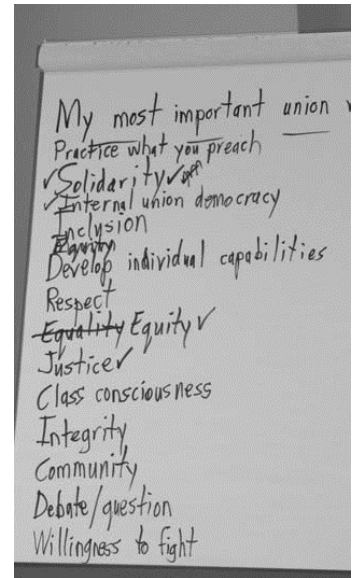 My most important union
Practice what you preach
✓Solidarity✓
✓Internal union democracy
Inclusion
Equity
Develop individual capabilities
Respect
Equality Equity✓
Justice✓
Class consciousness
Integrity
Community
Debate/question
Willingness to fight